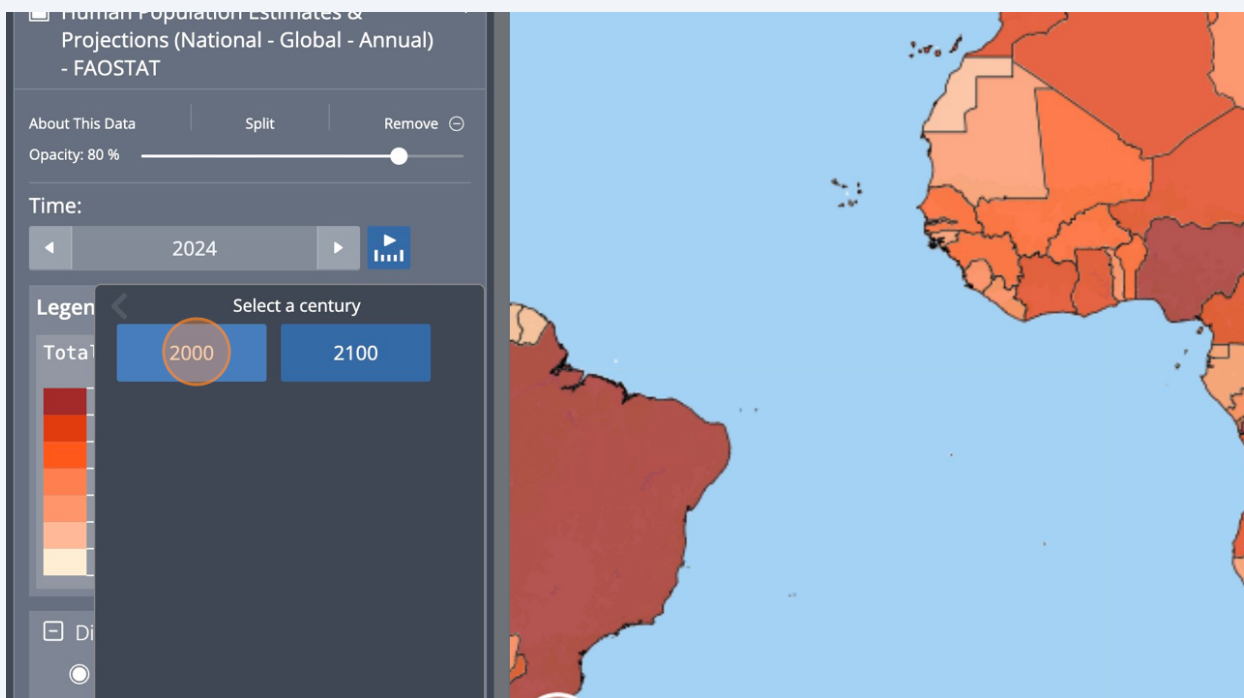 Human Population Estimates &
Projections (National - Global - Annual)
- FAOSTAT
About This Data Split Remove
Opacity: 80 %
Time:
2024
Legen
Select a century
Total
2000 2100
Di